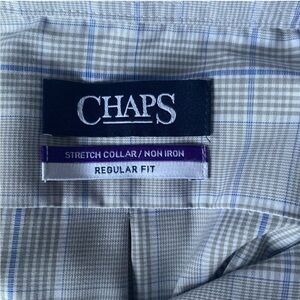 CHAPS
STRETCH COLLAR / NON IRON
REGULAR FIT